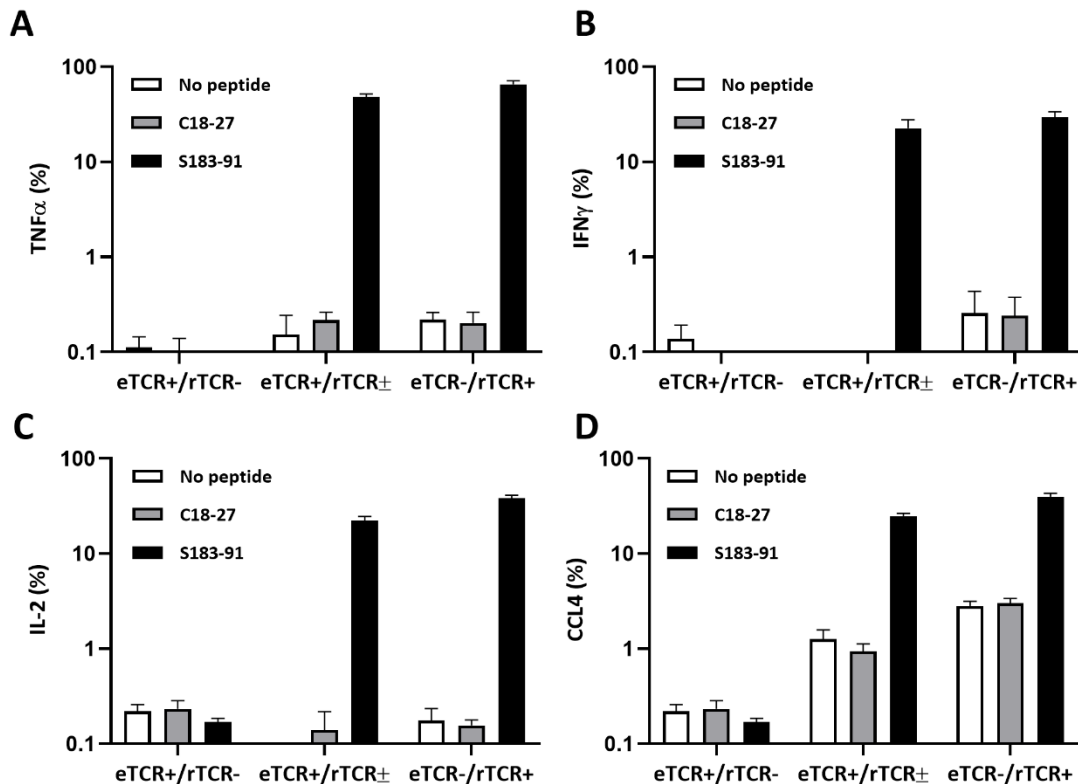 A
100
10
1
0.1
TNFα (%)
No peptide
C18-27
S183-91
eTCR+/rTCR- eTCR+/rTCR± eTCR-/rTCR+
B
100
10
1
0.1
IFNγ (%)
No peptide
C18-27
S183-91
eTCR+/rTCR- eTCR+/rTCR± eTCR-/rTCR+
C
100
10
1
0.1
IL-2 (%)
No peptide
C18-27
S183-91
eTCR+/rTCR- eTCR+/rTCR± eTCR-/rTCR+
D
100
10
1
0.1
CCL4 (%)
No peptide
C18-27
S183-91
eTCR+/rTCR- eTCR+/rTCR± eTCR-/rTCR+